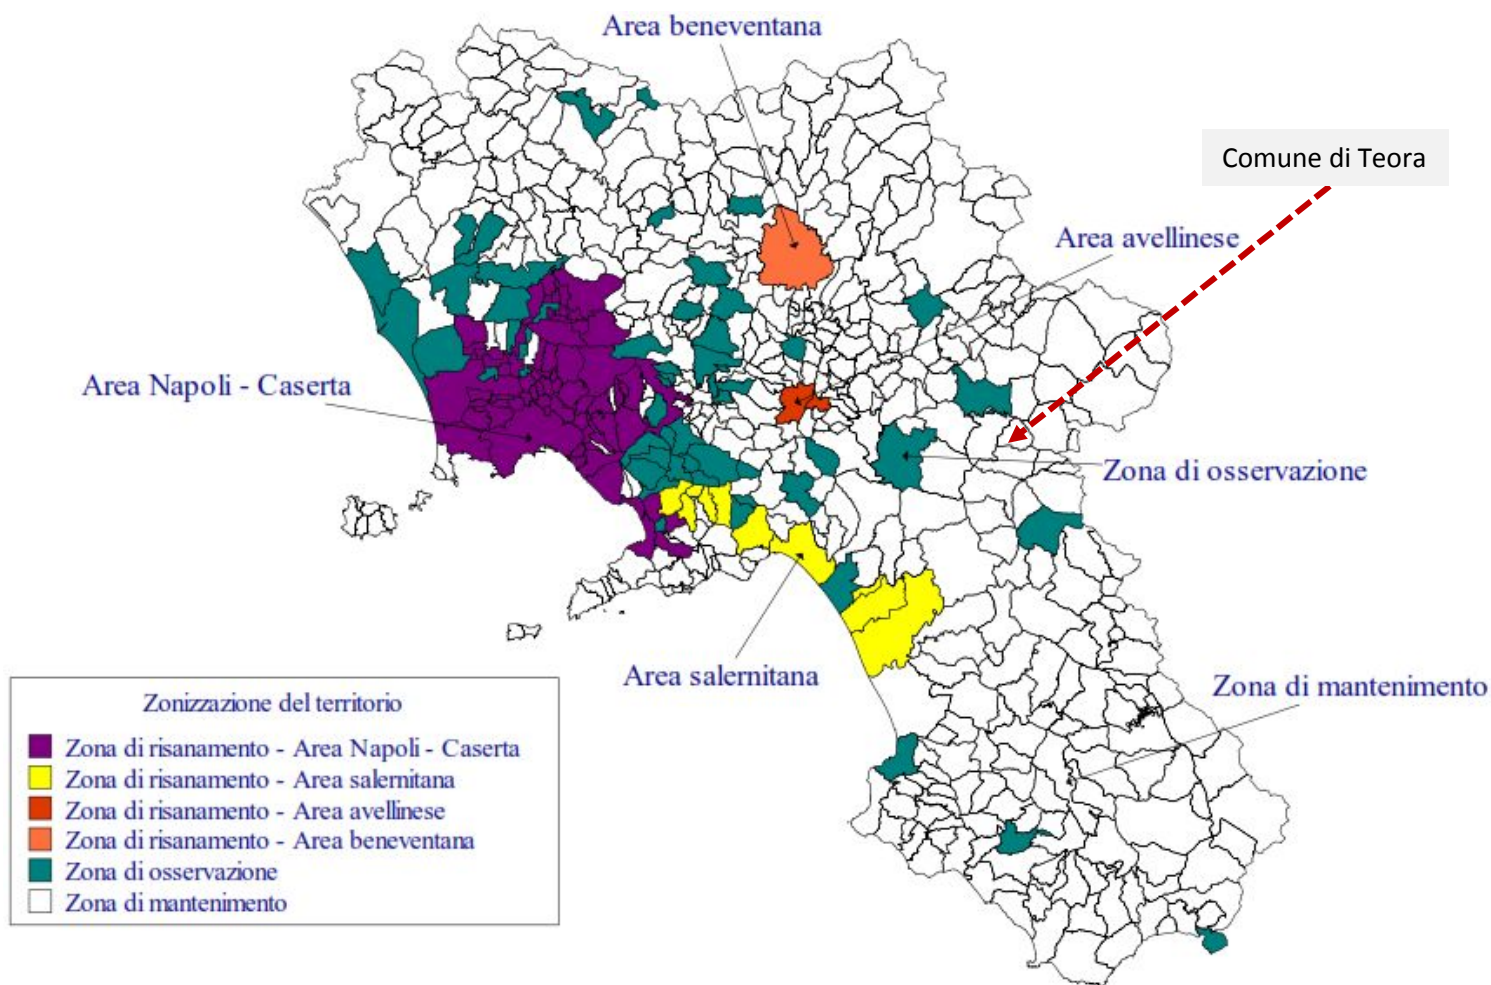 Area beneventana
Comune di Teora
Area avellinese
Area Napoli - Caserta
Zona di osservazione
Area salernitana
Zona di mantenimento
Zonizzazione del territorio
Zona di risanamento - Area Napoli - Caserta
Zona di risanamento - Area salernitana
Zona di risanamento - Area avellinese
Zona di risanamento - Area beneventana
Zona di osservazione
Zona di mantenimento